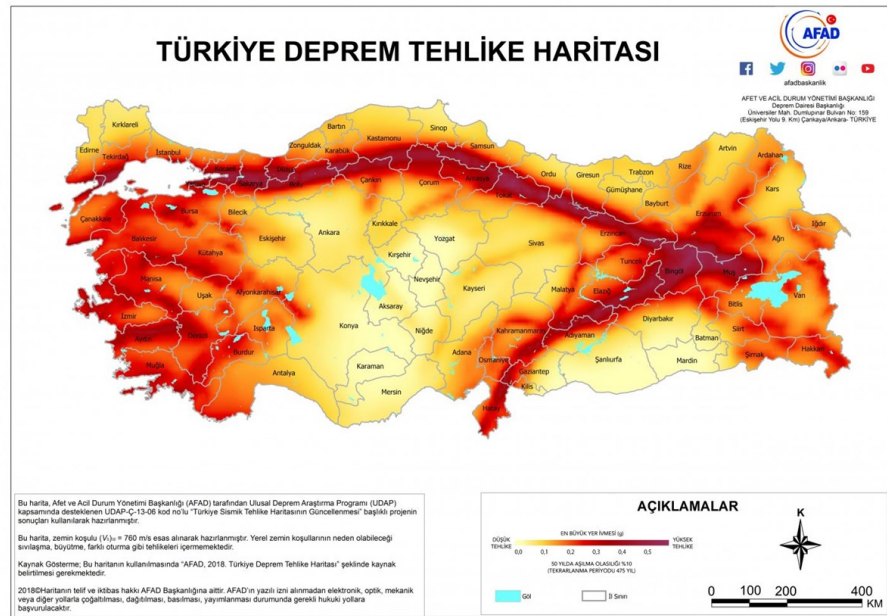 TÜRKİYE DEPREM TEHLİKE HARİTASI
AFAD
afadbaskanlik
AFET VE ACİL DURUM YÖNETİMİ BAŞKANLIĞI
Deprem Dairesi Başkanlığı
Üniversiler Mah. Dumlupınar Bulvarı No: 159
(Eskişehir Yolu 9. Km) Çankaya/Ankara- TÜRKİYE
Kırklareli
Edirne
Tekirdağ
İstanbul
Zonguldak
Bartın
Karabük
Kastamonu
Sinop
Samsun
Ordu
Giresun
Trabzon
Rize
Artvin
Ardahan
Kars
Gümüşhane
Bayburt
Erzurum
Iğdır
Ağrı
Çanakkale
Balıkesir
Bursa
Bilecik
Eskişehir
Ankara
Çankırı
Çorum
Tokat
Kırıkkale
Yozgat
Sivas
Erzincan
Tunceli
Bingöl
Muş
Van
Bitlis
Kütahya
Manisa
Uşak
Afyonkarahisar
Kırşehir
Nevşehir
Kayseri
Malatya
Elazığ
Diyarbakır
Batman
Siirt
Şırnak
Hakkari
İzmir
Aydın
Denizli
Isparta
Burdur
Muğla
Antalya
Konya
Aksaray
Niğde
Karaman
Mersin
Adana
Kahramanmaraş
Osmaniye
Adıyaman
Gaziantep
Kilis
Hatay
Şanlıurfa
Mardin
Bu harita, Afet ve Acil Durum Yönetimi Başkanlığı (AFAD) tarafından Ulusal Deprem Araştırma Programı (UDAP)
kapsamında desteklenen UDAP-Ç-13-06 kod no'lu "Türkiye Sismik Tehlike Haritasının Güncellenmesi" başlıklı projenin
sonuçları kullanılarak hazırlanmıştır.
Bu harita, zemin koşulu (Vs)30 = 760 m/s esas alınarak hazırlanmıştır. Yerel zemin koşullarının neden olabileceği
sıvılaşma, büyütme, farklı oturma gibi tehlikeleri içermemektedir.
Kaynak Gösterme; Bu haritanın kullanılmasında "AFAD, 2018. Türkiye Deprem Tehlike Haritası" şeklinde kaynak
belirtilmesi gerekmektedir.
2018©Haritanın telif ve iktibas hakkı AFAD Başkanlığına aittir. AFAD'ın yazılı izni alınmadan elektronik, optik, mekanik
veya diğer yollarla çoğaltılması, dağıtılması, basılması, yayımlanması durumunda gerekli hukuki yollara
başvurulacaktır.
AÇIKLAMALAR
EN BÜYÜK YER İVMESİ (g)
DÜŞÜK TEHLİKE
YÜKSEK TEHLİKE
0,0 0,1 0,2 0,3 0,4 0,5
50 YILDA AŞILMA OLASILIĞI %10
(TEKRARLANMA PERİYODU 475 YIL)
Göl
İl Sınırı
K
0 100 200 400
KM